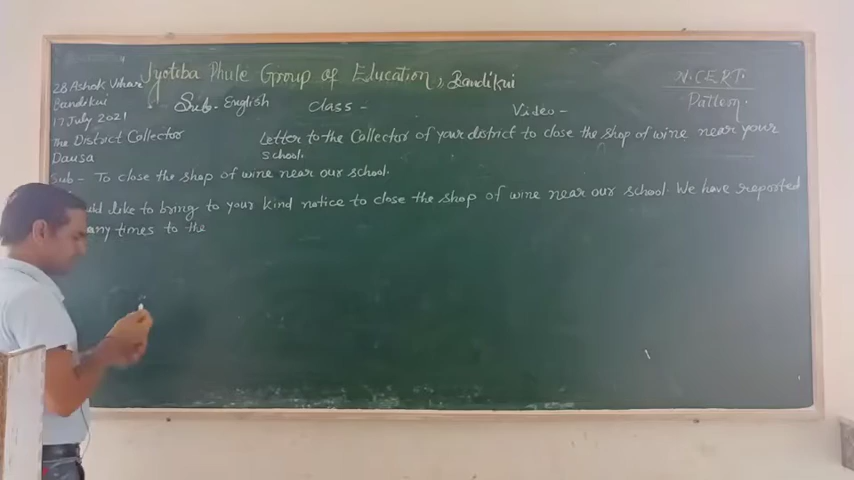 Jyotiba Phule Group of Education, Bandikui
N.C.E.R.T.
Pattern
Sub- English Class - Video -
28 Ashok Vihar
Bandikui
17 July 2021
The District Collector
Dausa
Letter to the Collector of your district to close the shop of wine near your
school.
Sub - To close the shop of wine near our school.
like to bring to your kind notice to close the shop of wine near our school. We have reported
times to the